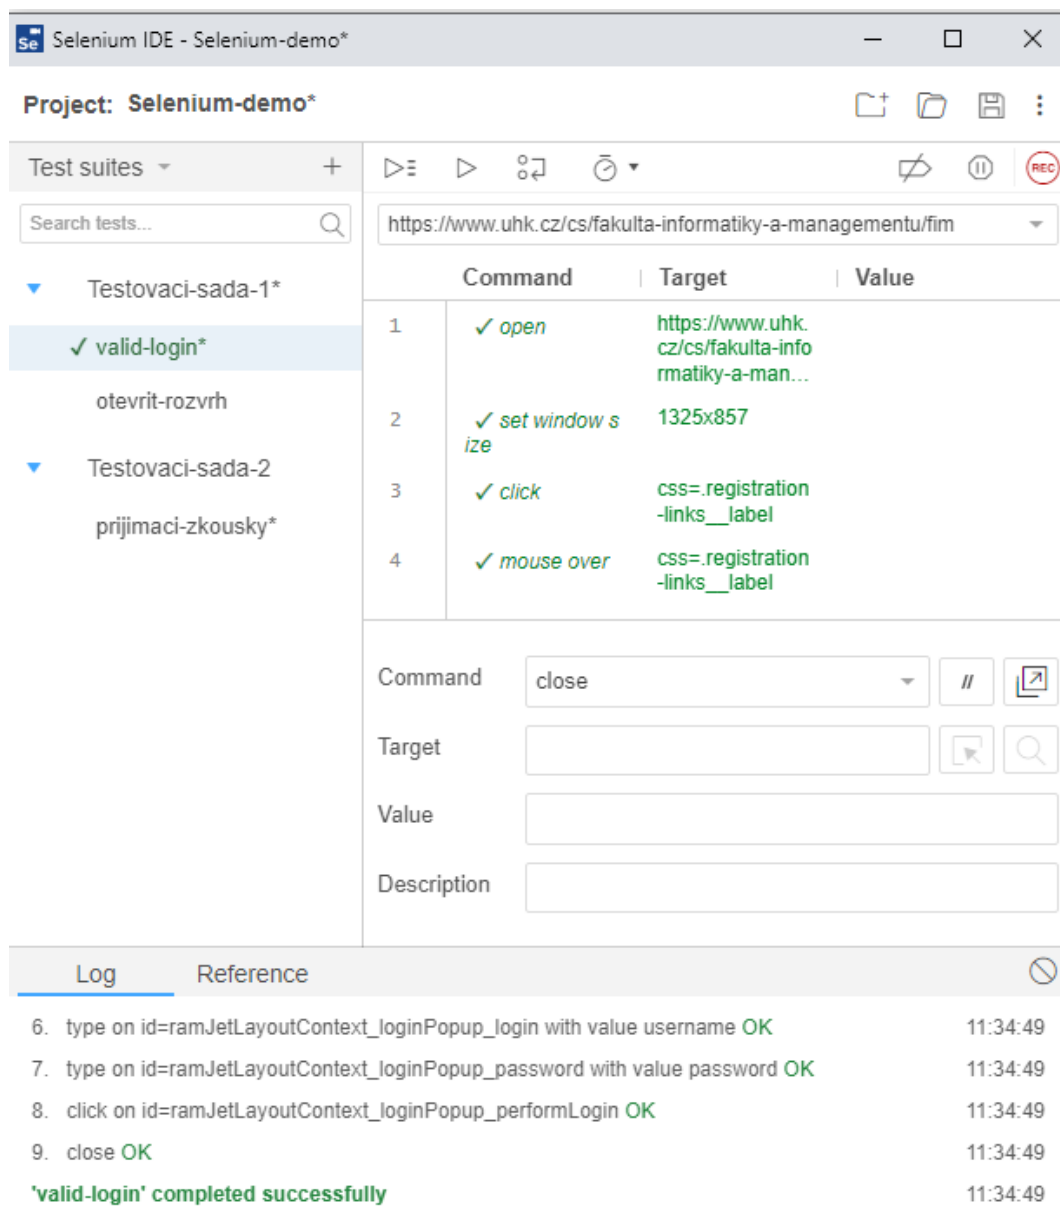 Se Selenium IDE - Selenium-demo*
Project: Selenium-demo*
Test suites
Search tests...
Testovaci-sada-1*
✓ valid-login*
otevrit-rozvrh
Testovaci-sada-2
prijimaci-zkousky*
REC
https://www.uhk.cz/cs/fakulta-informatiky-a-managementu/fim
Command Target Value
1 ✓ open https://www.uhk.
cz/cs/fakulta-info
rmatiky-a-man...
2 ✓ set window s 1325x857
ize
3 ✓ click css=.registration
-links__label
4 ✓ mouse over css=.registration
-links__label
Command close //
Target
Value
Description
Log Reference
6. type on id=ramJetLayoutContext_loginPopup_login with value username OK 11:34:49
7. type on id=ramJetLayoutContext_loginPopup_password with value password OK 11:34:49
8. click on id=ramJetLayoutContext_loginPopup_performLogin OK 11:34:49
9. close OK 11:34:49
'valid-login' completed successfully 11:34:49